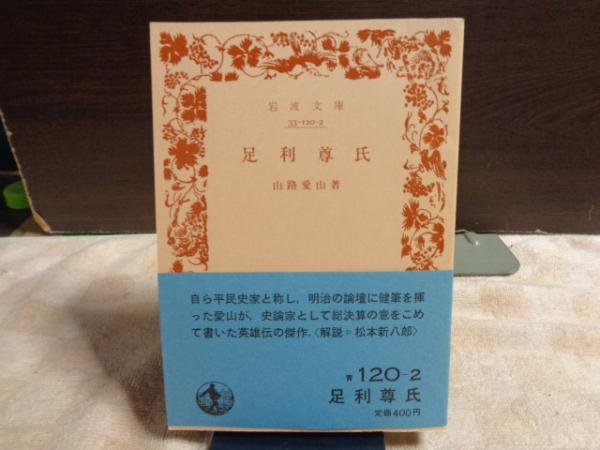 岩波文庫
33-120-2
足利尊氏
山路愛山著
自ら平民史家と称し，明治の論壇に健筆を揮
った愛山が，史論家として総決算の意をこめ
て書いた英雄伝の傑作．〈解説＝松本新八郎〉
青 120-2
足利尊氏
定価400円